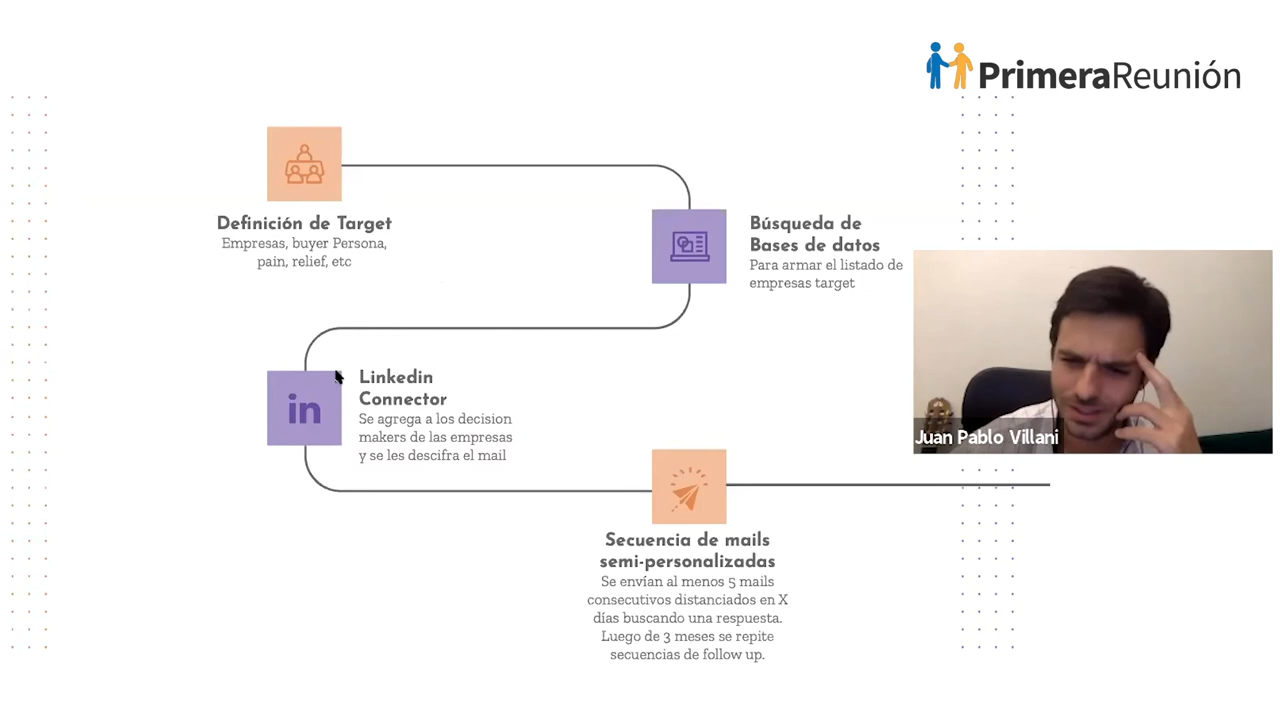 PrimeraReunión
Definición de Target
Empresas, buyer Persona,
pain, relief, etc
Búsqueda de
Bases de datos
Para armar el listado de
empresas target
in
Linkedin
Connector
Se agrega a los decision
makers de las empresas
y se les descifra el mail
Juan Pablo Villani
Secuencia de mails
semi-personalizadas
Se envían al menos 5 mails
consecutivos distanciados en X
días buscando una respuesta.
Luego de 3 meses se repite
secuencias de follow up.